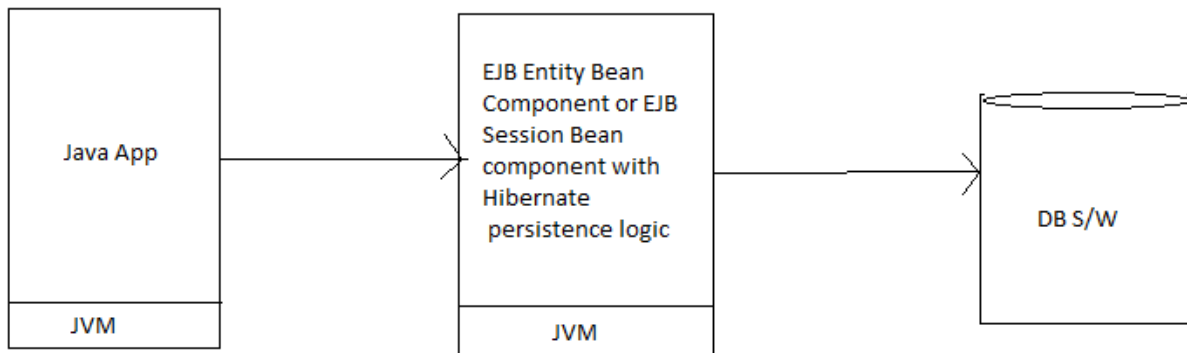 Java App
JVM
EJB Entity Bean
Component or EJB
Session Bean
component with
Hibernate
persistence logic
JVM
DB S/W